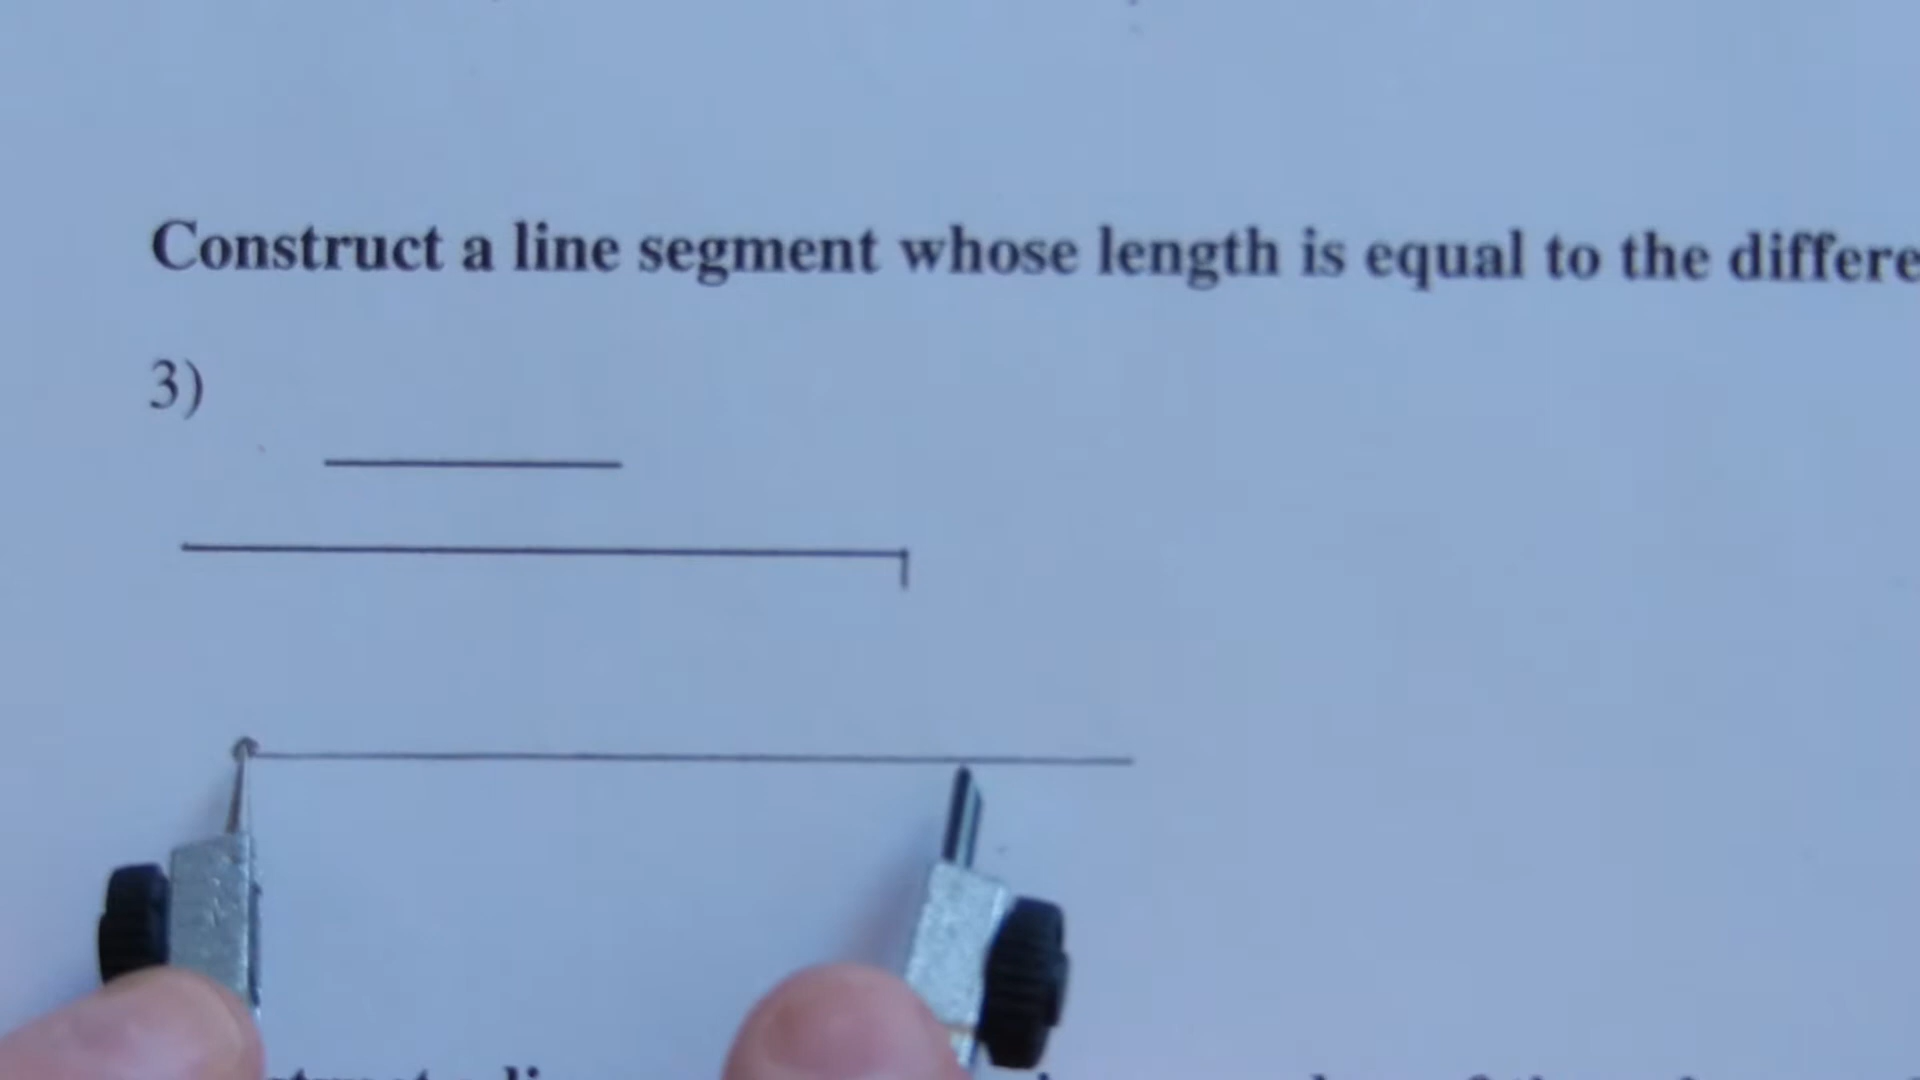 Construct a line segment whose length is equal to the differe
3)